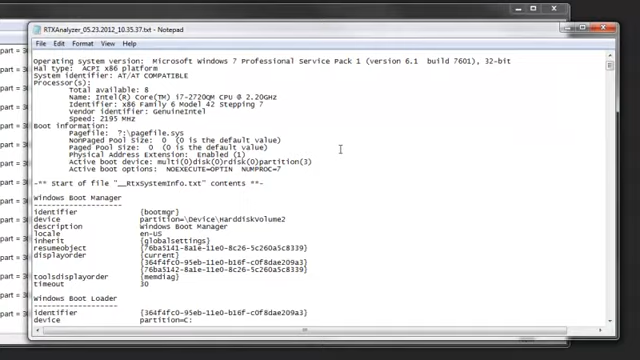 RTXAnalyzer_05.23.2012_10.35.37.txt - Notepad
File Edit Format View Help
Operating system version: Microsoft Windows 7 Professional Service Pack 1 (version 6.1 build 7601), 32-bit
Hal type: ACPI x86 platform
System identifier: AT/AT COMPATIBLE
Processor(s):
Total available: 8
Name: Intel(R) Core(TM) i7-2720QM CPU @ 2.20GHz
Identifier: x86 Family 6 Model 42 Stepping 7
Vendor identifier: GenuineIntel
Speed: 2195 MHz
Boot information:
Pagefile: ?:\pagefile.sys
NonPaged Pool Size: 0 (0 is the default value)
Paged Pool Size: 0 (0 is the default value)
Physical Address Extension: Enabled (1)
Active boot device: multi(0)disk(0)rdisk(0)partition(3)
Active boot options: NOEXECUTE=OPTIN NUMPROC=7
-** Start of file "__RtxSystemInfo.txt" contents **-
Windows Boot Manager
--------------------
identifier {bootmgr}
device partition=\Device\HarddiskVolume2
description Windows Boot Manager
locale en-US
inherit {globalsettings}
resumeobject {76ba5141-8a1e-11e0-8c26-5c260a5c8339}
displayorder {current}
{364f4fc0-95eb-11e0-b16f-c0f8dae209a3}
{76ba5142-8a1e-11e0-8c26-5c260a5c8339}
toolsdisplayorder {memdiag}
timeout 30
Windows Boot Loader
-------------------
identifier {364f4fc0-95eb-11e0-b16f-c0f8dae209a3}
device partition=C: